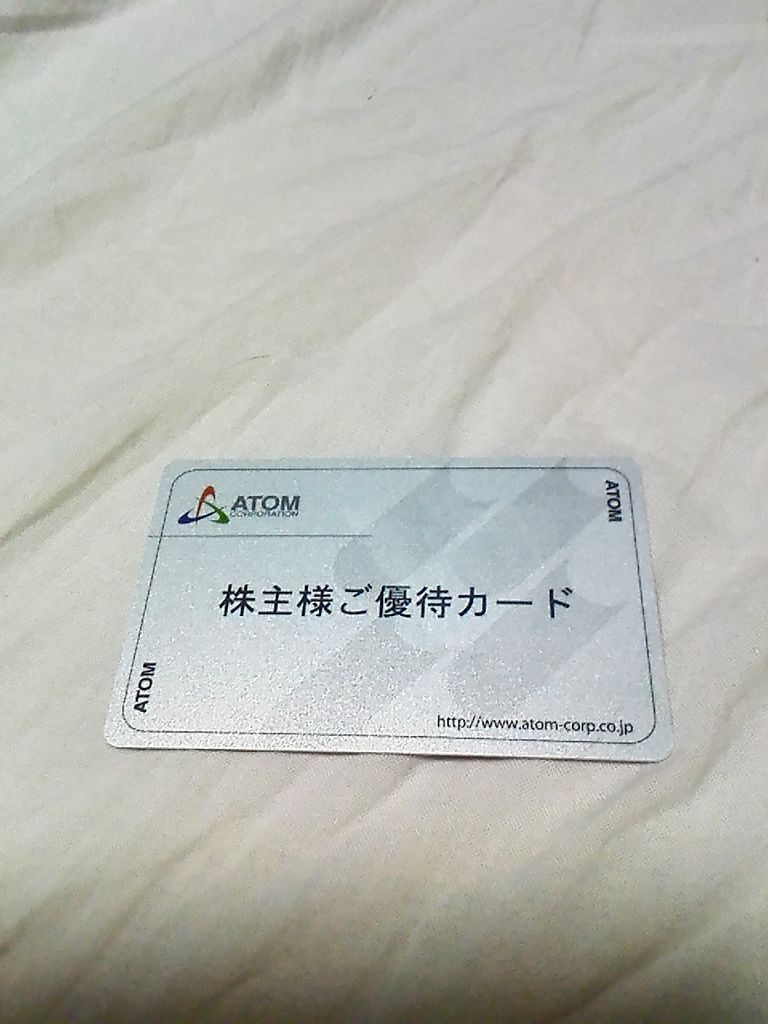 ATOM
CORPORATION
ATOM
株主様ご優待カード
ATOM
http://www.atom-corp.co.jp